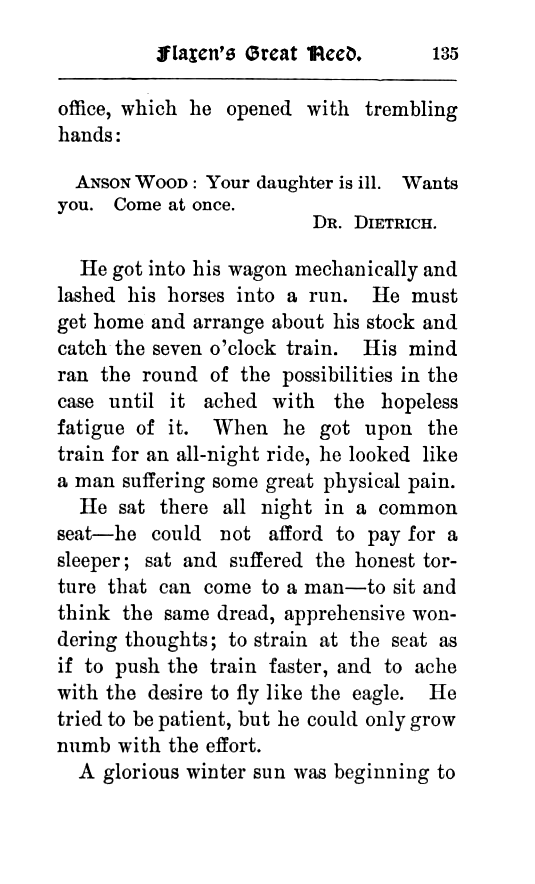 Flaxen's Great Need. 135
office, which he opened with trembling
hands:
Anson Wood: Your daughter is ill. Wants
you. Come at once.
Dr. Dietrich.
He got into his wagon mechanically and
lashed his horses into a run. He must
get home and arrange about his stock and
catch the seven o'clock train. His mind
ran the round of the possibilities in the
case until it ached with the hopeless
fatigue of it. When he got upon the
train for an all-night ride, he looked like
a man suffering some great physical pain.
He sat there all night in a common
seat—he could not afford to pay for a
sleeper; sat and suffered the honest tor-
ture that can come to a man—to sit and
think the same dread, apprehensive won-
dering thoughts; to strain at the seat as
if to push the train faster, and to ache
with the desire to fly like the eagle. He
tried to be patient, but he could only grow
numb with the effort.
A glorious winter sun was beginning to